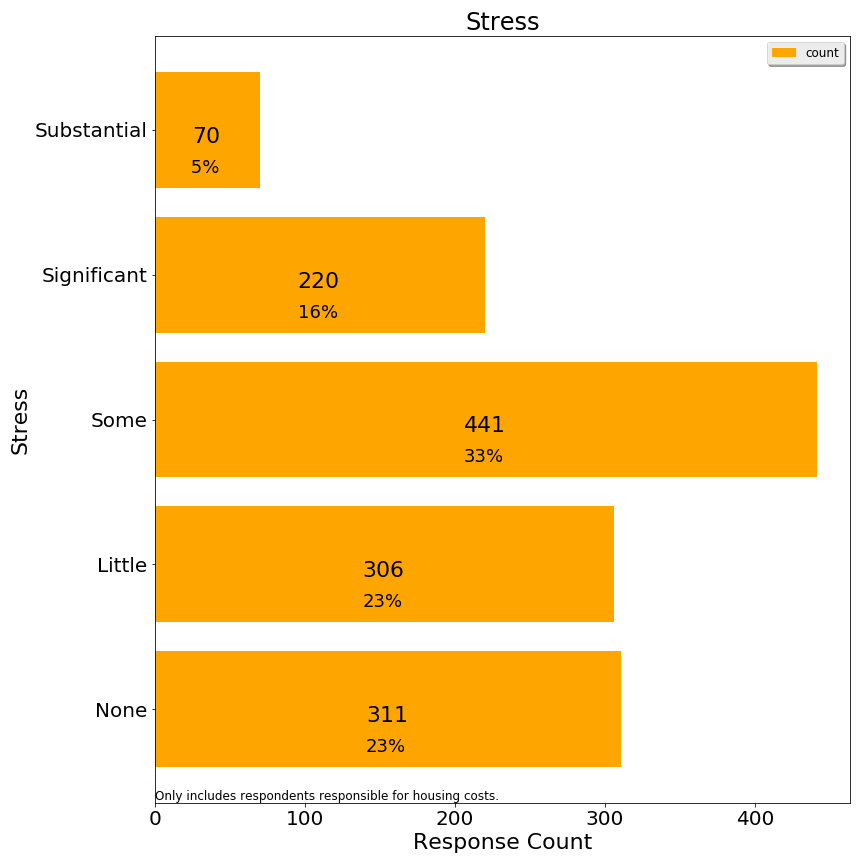 Stress
count
Substantial
70
5%
Significant
220
16%
Stress
Some
441
33%
Little
306
23%
None
311
23%
Only includes respondents responsible for housing costs.
0 100 200 300 400
Response Count